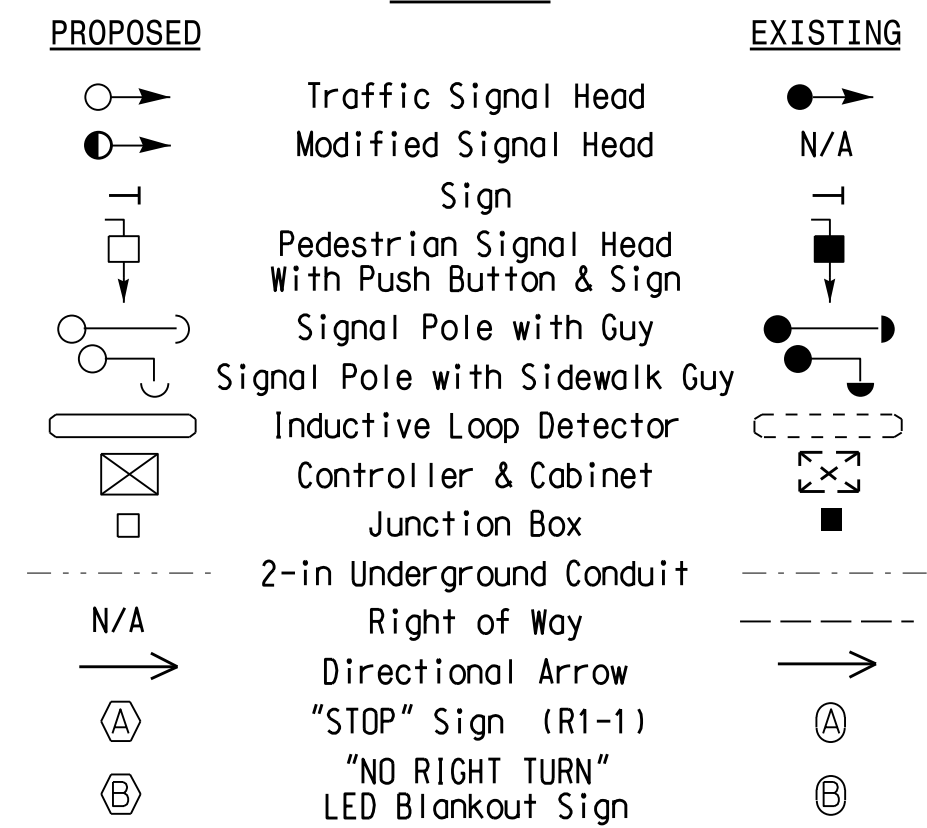 PROPOSED EXISTING
Traffic Signal Head
Modified Signal Head N/A
Sign
Pedestrian Signal Head
With Push Button & Sign
Signal Pole with Guy
Signal Pole with Sidewalk Guy
Inductive Loop Detector
Controller & Cabinet
Junction Box
2-in Underground Conduit
N/A Right of Way
Directional Arrow
A "STOP" Sign (R1-1) A
"NO RIGHT TURN"
B LED Blankout Sign B